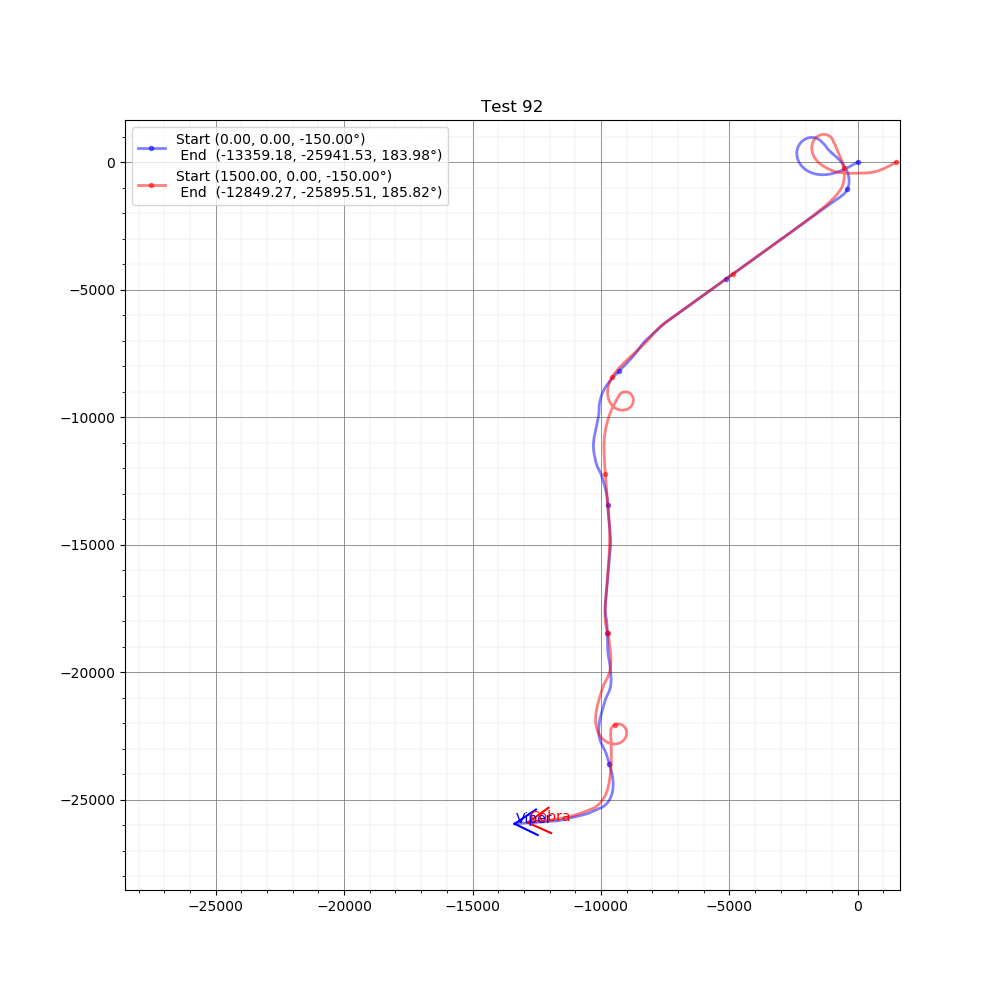 Test 92
Start (0.00, 0.00, -150.00°)
End (-13359.18, -25941.53, 183.98°)
Start (1500.00, 0.00, -150.00°)
End (-12849.27, -25895.51, 185.82°)
0
−5000
−10000
−15000
−20000
−25000
−25000 −20000 −15000 −10000 −5000 0